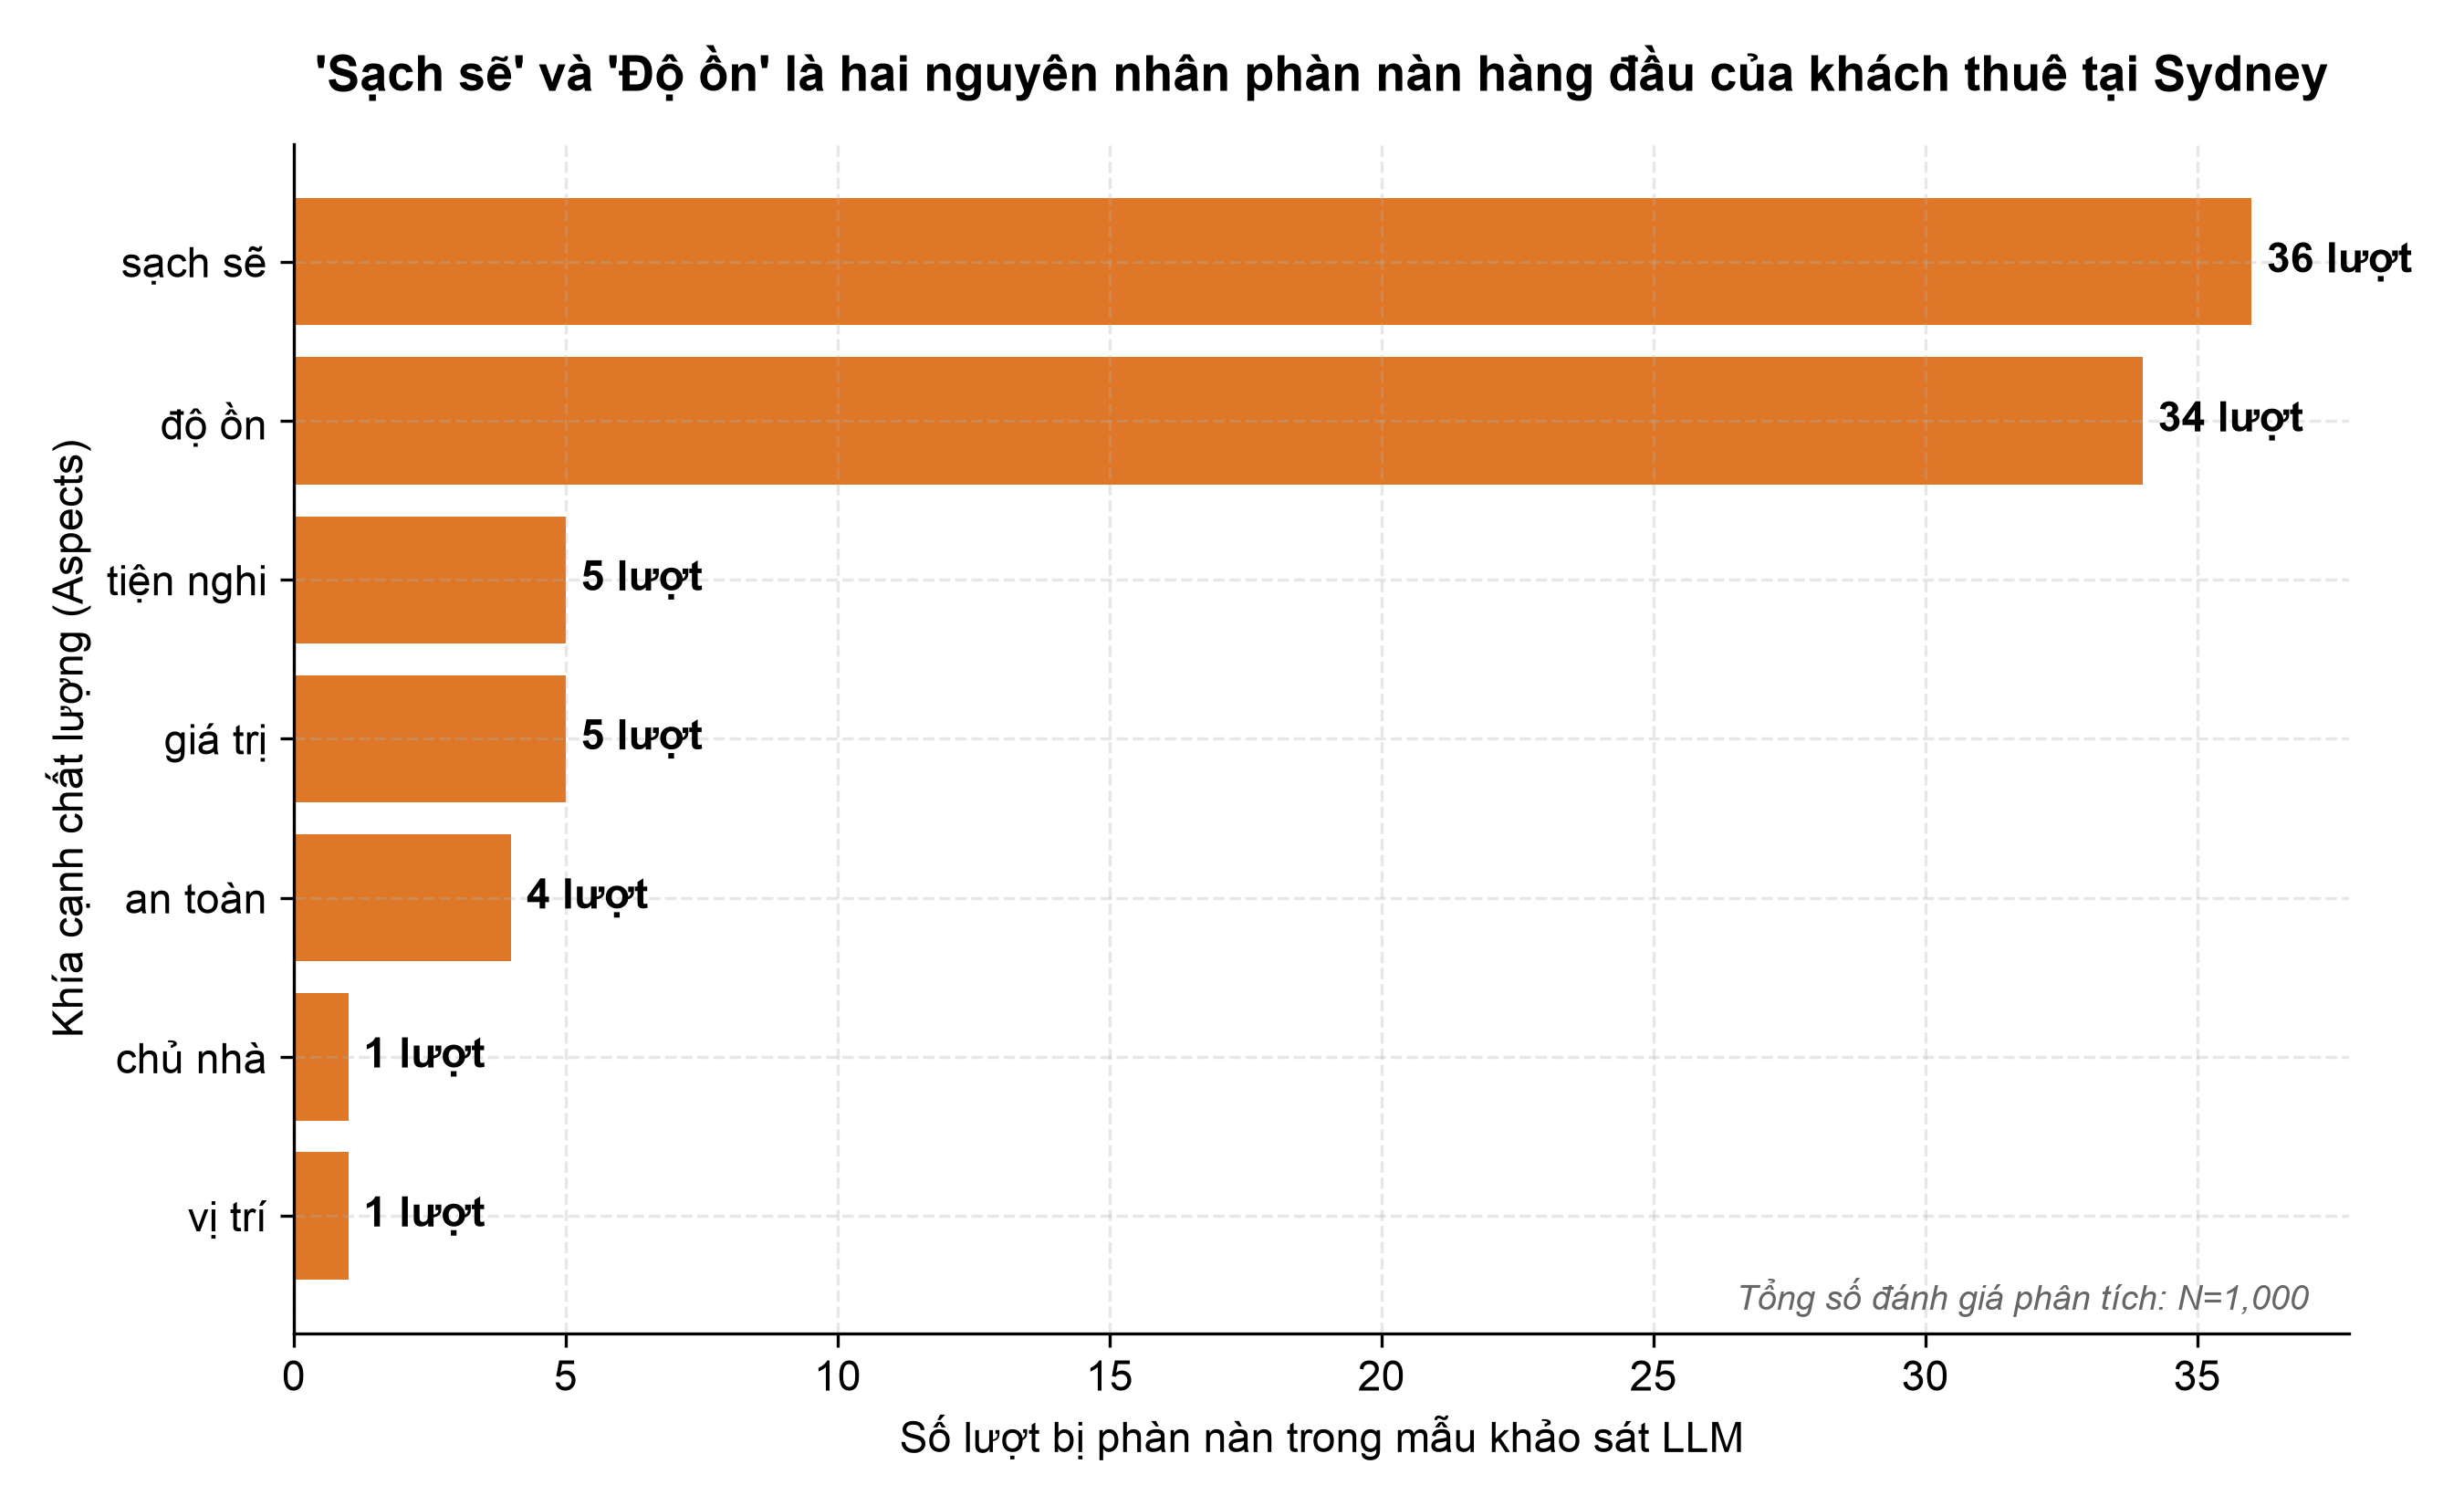 'Sạch sẽ' và 'Độ ồn' là hai nguyên nhân phàn nàn hàng đầu của khách thuê tại Sydney
Khía cạnh chất lượng (Aspects)
sạch sẽ
36 lượt
độ ồn
34 lượt
tiện nghi
5 lượt
giá trị
5 lượt
an toàn
4 lượt
chủ nhà
1 lượt
vị trí
1 lượt
Tổng số đánh giá phân tích: N=1,000
0 5 10 15 20 25 30 35
Số lượt bị phàn nàn trong mẫu khảo sát LLM